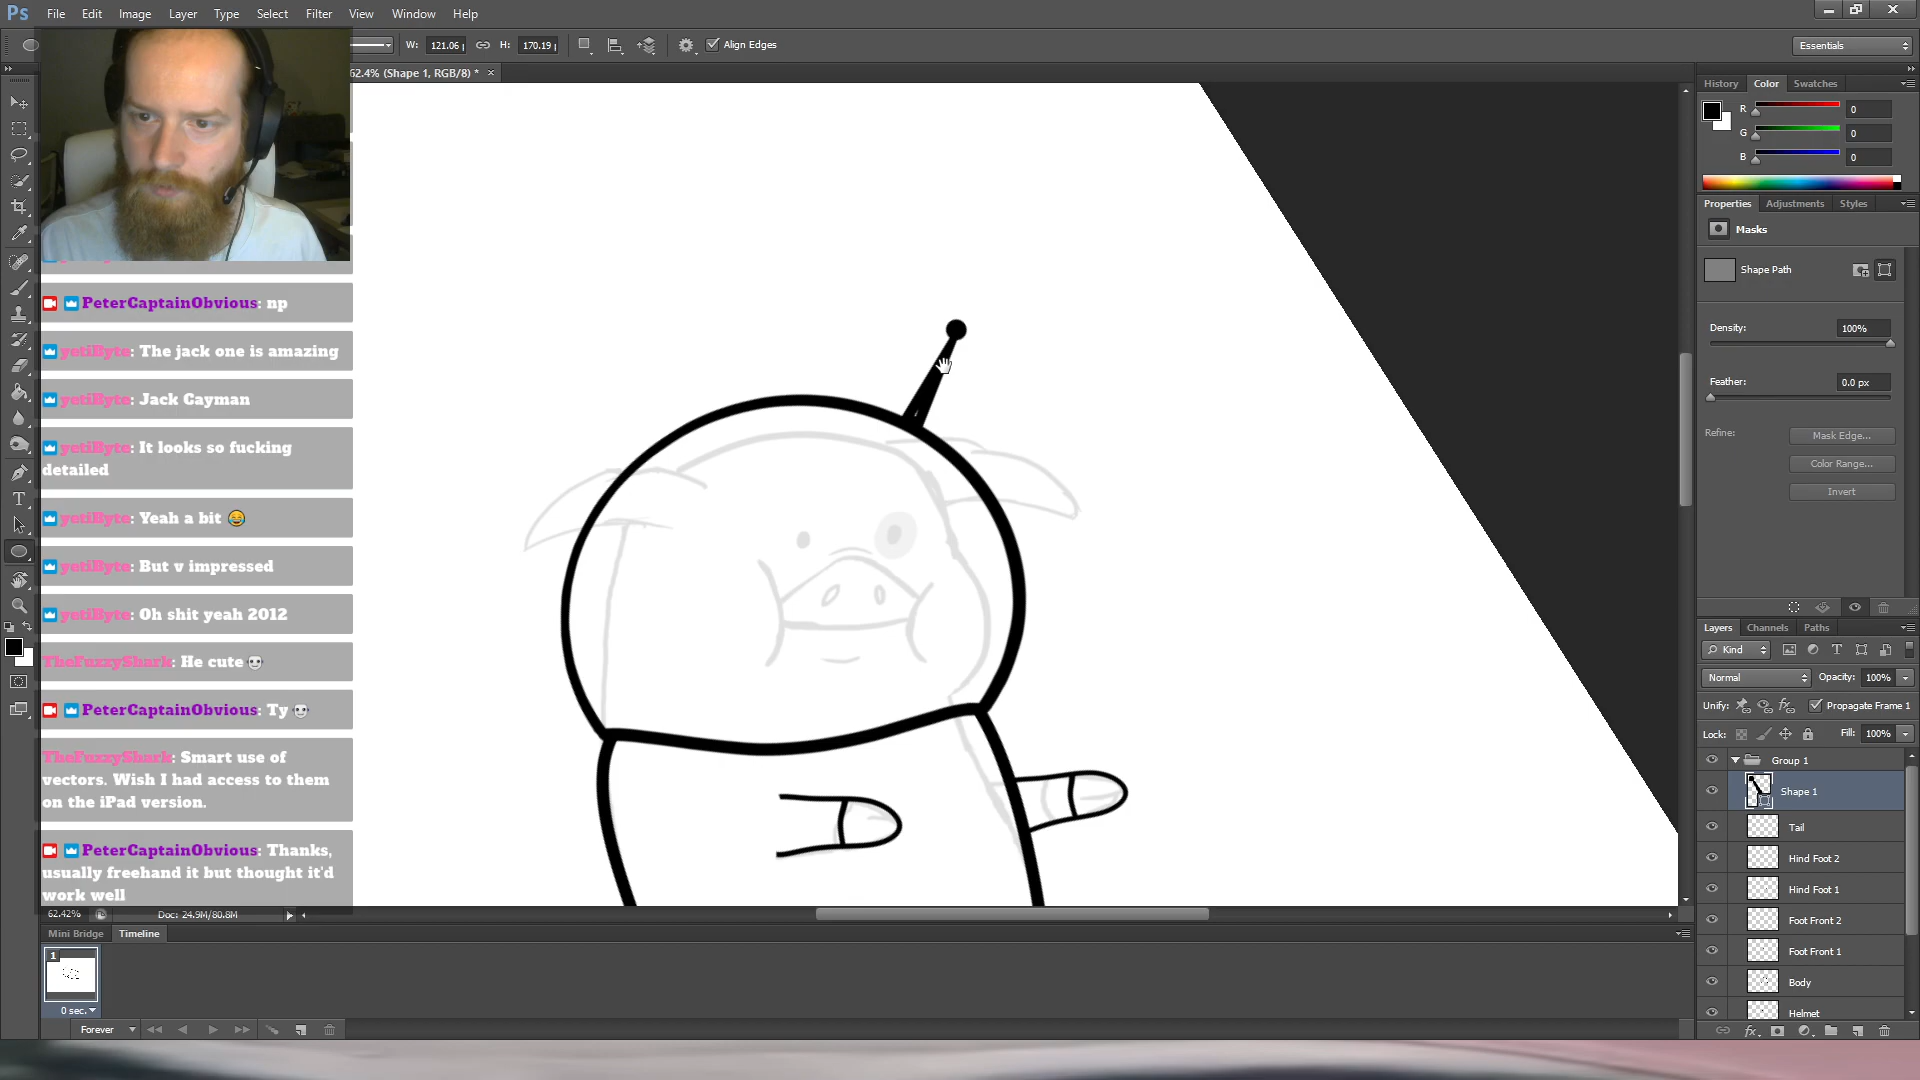 Ps File Edit Image Layer Type Select Filter View Window Help
W: 121.06 H: 170.19 Align Edges Essentials
62.4% (Shape 1, RGB/8) * ×
History Color Swatches
R 0
G 0
B 0
Properties Adjustments Styles
Masks
Shape Path
Density: 100%
Feather: 0.0 px
Refine: Mask Edge...
Color Range...
Invert
PeterCaptainObvious: np
yetiByte: The jack one is amazing
yetiByte: Jack Cayman
yetiByte: It looks so fucking
detailed
yetiByte: Yeah a bit 😂
yetiByte: But v impressed
yetiByte: Oh shit yeah 2012
TheFuzzyShark: He cute
PeterCaptainObvious: Ty
TheFuzzyShark: Smart use of
vectors. Wish I had access to them
on the iPad version.
PeterCaptainObvious: Thanks,
usually freehand it but thought it'd
work well
Layers Channels Paths
Kind
Normal Opacity: 100%
Unify: Propagate Frame 1
Lock: Fill: 100%
Group 1
Shape 1
Tail
Hind Foot 2
Hind Foot 1
Foot Front 2
Foot Front 1
Body
Helmet
62.42% Doc: 24.9M/80.8M
Mini Bridge Timeline
1
0 sec.
Forever